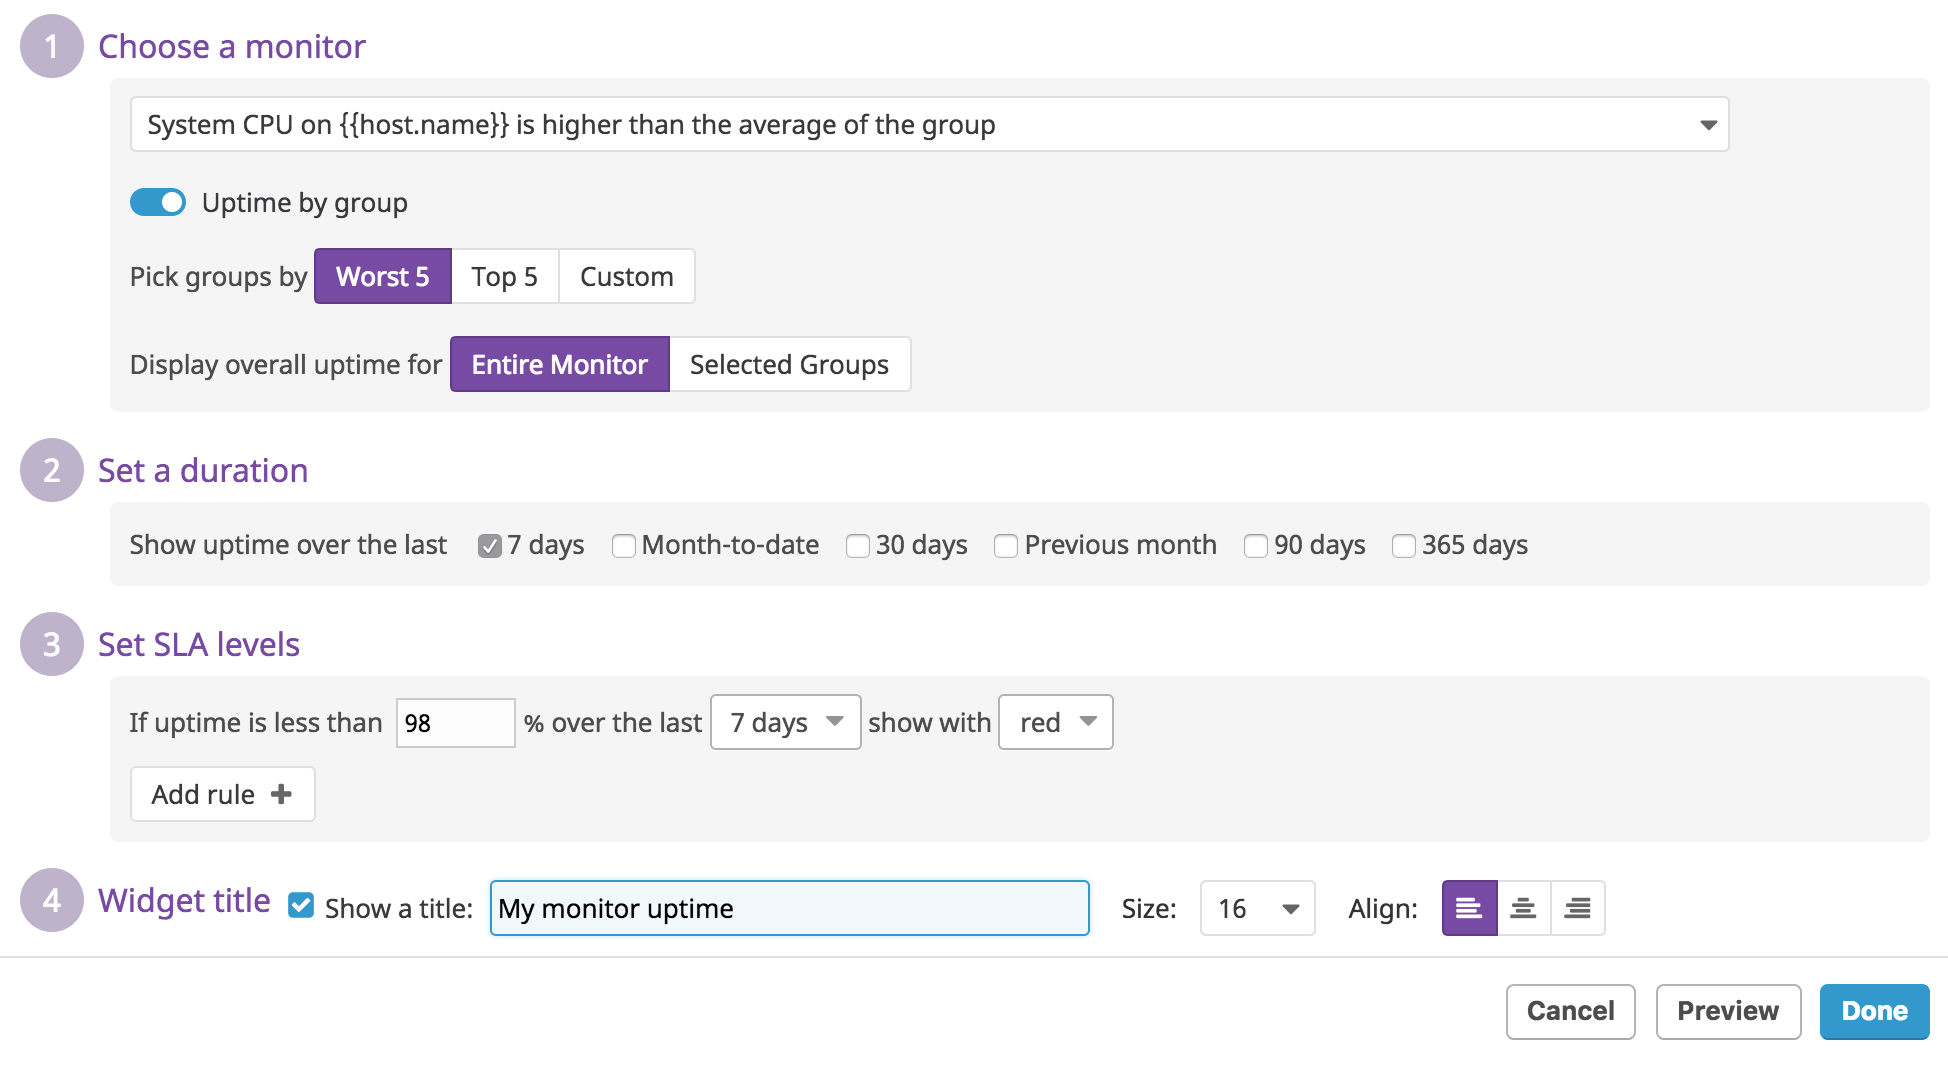 1 Choose a monitor
System CPU on {{host.name}} is higher than the average of the group
Uptime by group
Pick groups by Worst 5 Top 5 Custom
Display overall uptime for Entire Monitor Selected Groups
2 Set a duration
Show uptime over the last 7 days Month-to-date 30 days Previous month 90 days 365 days
3 Set SLA levels
If uptime is less than 98 % over the last 7 days show with red
Add rule +
4 Widget title Show a title: My monitor uptime Size: 16 Align:
Cancel Preview Done